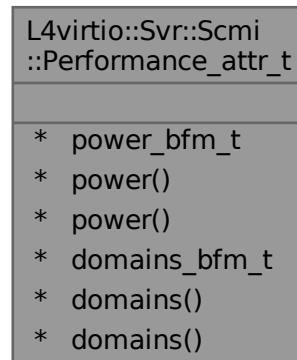 L4virtio::Svr::Scmi
::Performance_attr_t
* power_bfm_t
* power()
* power()
* domains_bfm_t
* domains()
* domains()